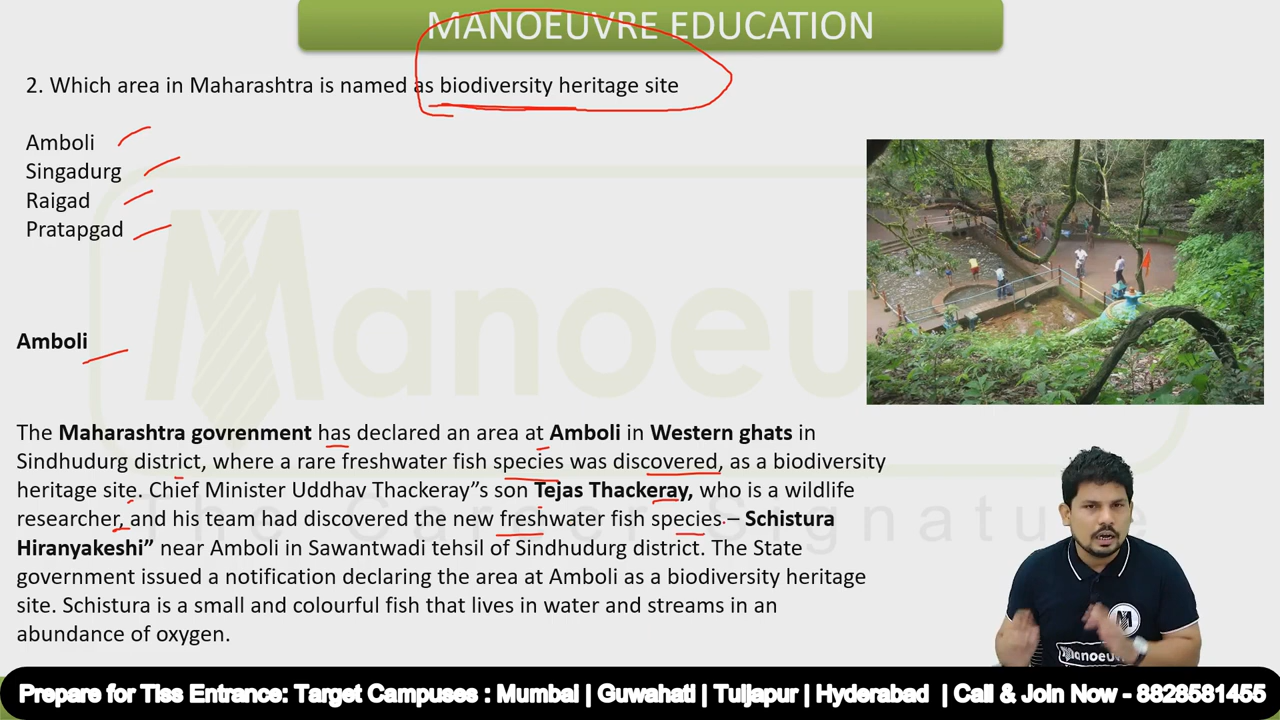 MANOEUVRE EDUCATION
2. Which area in Maharashtra is named as biodiversity heritage site
Amboli
Singadurg
Raigad
Pratapgad
Manoeu
Amboli
The Maharashtra govrenment has declared an area at Amboli in Western ghats in
Sindhudurg district, where a rare freshwater fish species was discovered, as a biodiversity
heritage site. Chief Minister Uddhav Thackeray”s son Tejas Thackeray, who is a wildlife
researcher, and his team had discovered the new freshwater fish species – Schistura
Hiranyakeshi” near Amboli in Sawantwadi tehsil of Sindhudurg district. The State
government issued a notification declaring the area at Amboli as a biodiversity heritage
site. Schistura is a small and colourful fish that lives in water and streams in an
abundance of oxygen.
Manoeu
Prepare for Tiss Entrance: Target Campuses : Mumbai | Guwahati | Tuljapur | Hyderabad | Call & Join Now - 8828581455